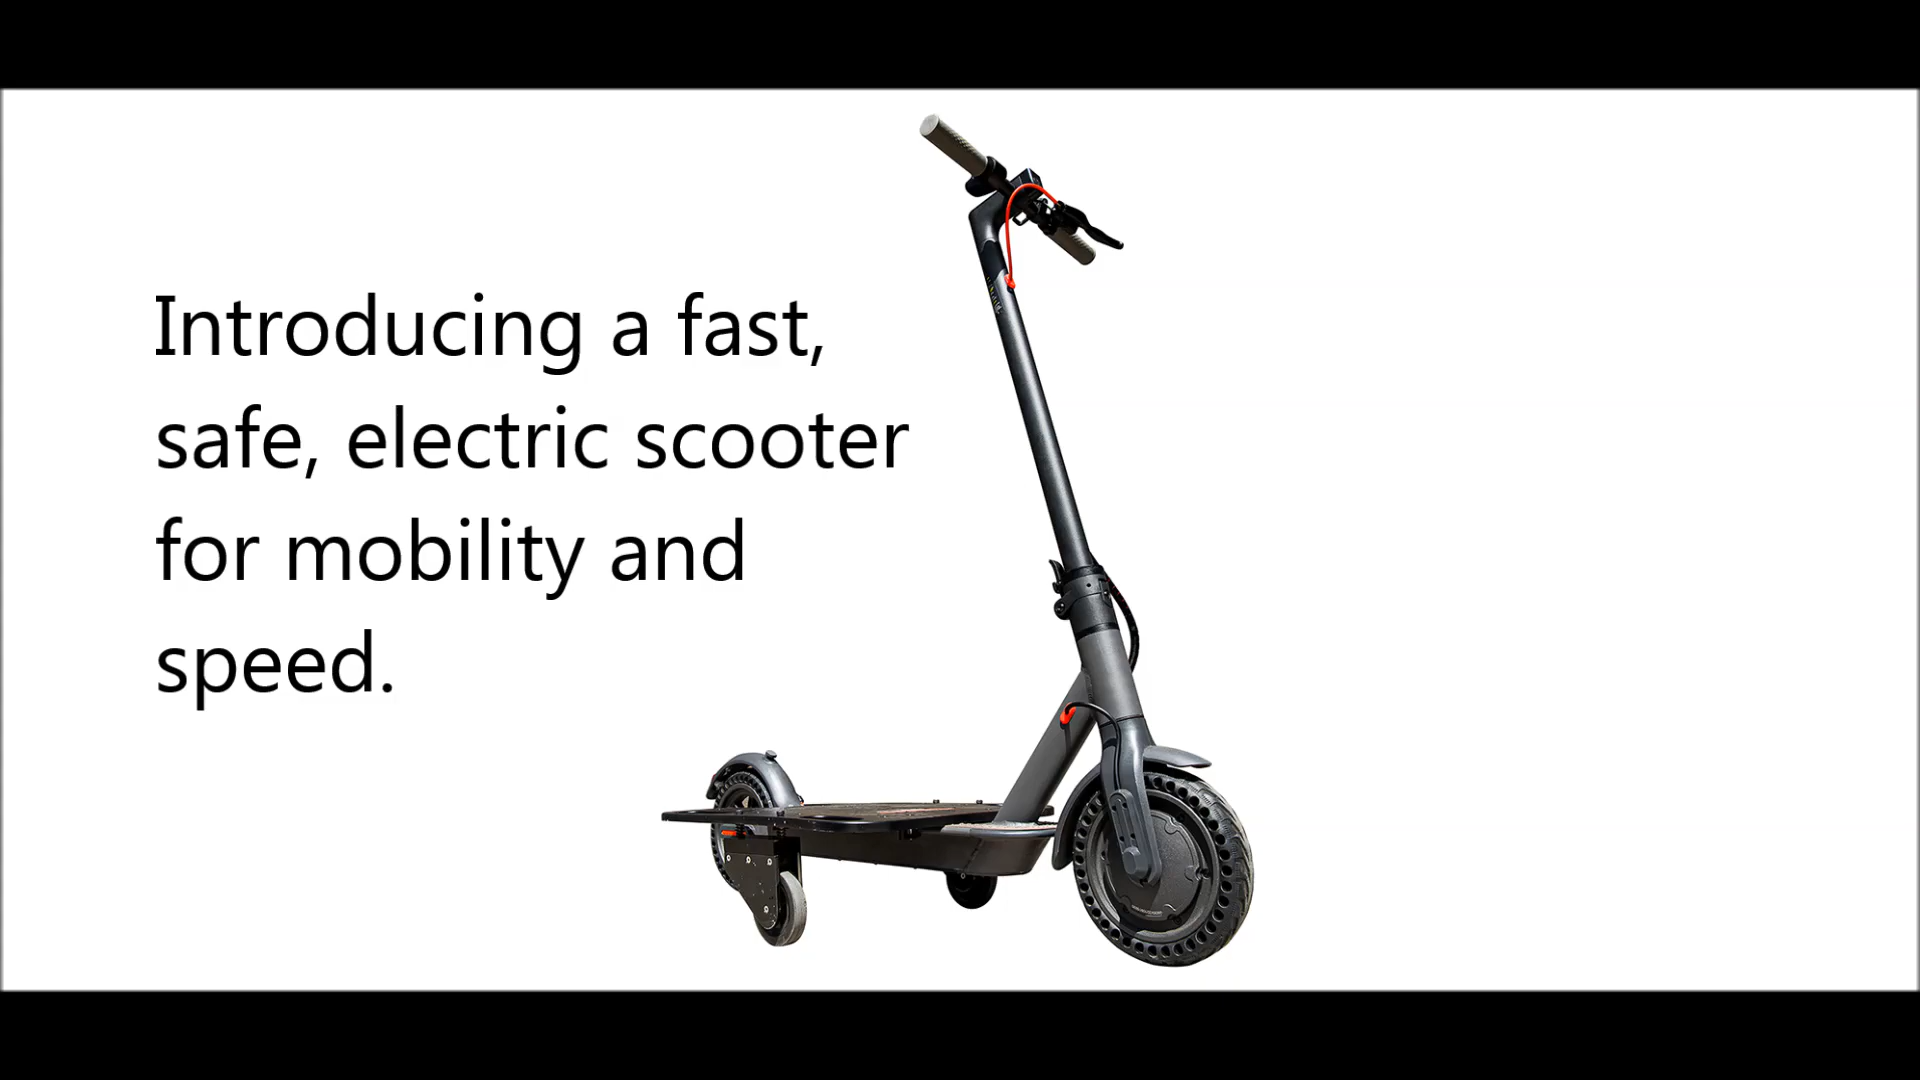 Introducing a fast,
safe, electric scooter
for mobility and
speed.